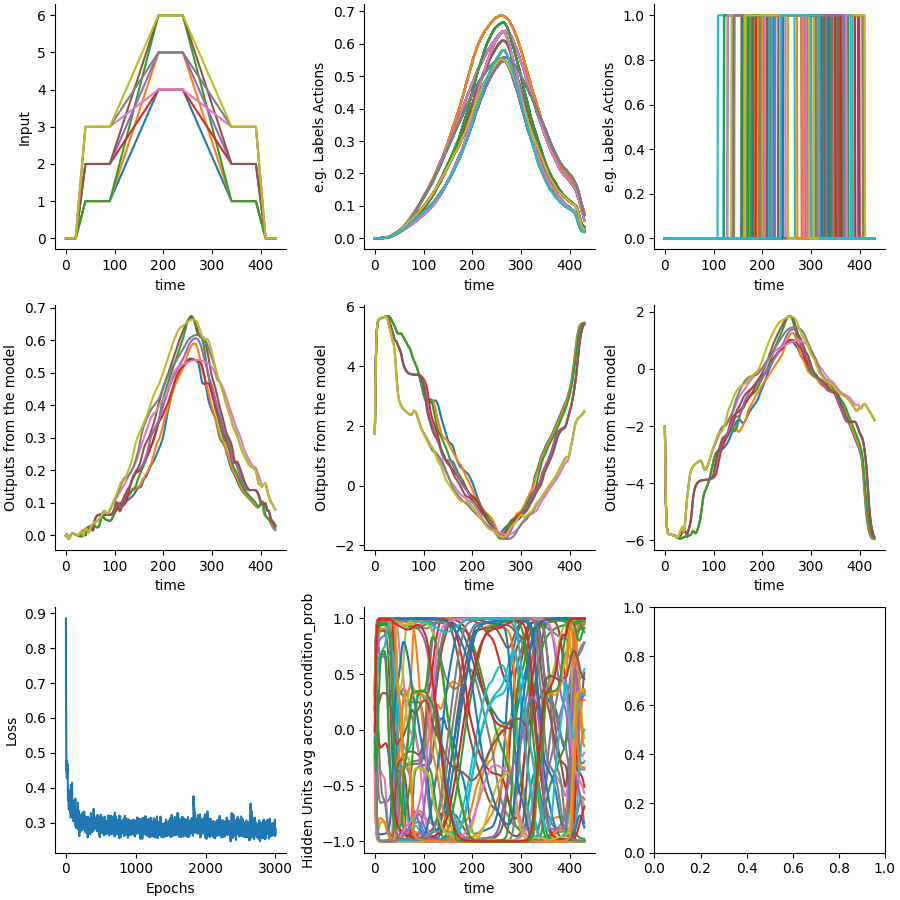 6
5
4
3
2
1
0
Input
0 100 200 300 400
time
0.7
0.6
0.5
0.4
0.3
0.2
0.1
0.0
e.g. Labels Actions
0 100 200 300 400
time
1.0
0.8
0.6
0.4
0.2
0.0
e.g. Labels Actions
0 100 200 300 400
time
0.7
0.6
0.5
0.4
0.3
0.2
0.1
0.0
Outputs from the model
0 100 200 300 400
time
6
4
2
0
−2
Outputs from the model
0 100 200 300 400
time
2
0
−2
−4
−6
Outputs from the model
0 100 200 300 400
time
0.9
0.8
0.7
0.6
0.5
0.4
0.3
Loss
0 1000 2000 3000
Epochs
1.0
0.5
0.0
−0.5
−1.0
Hidden Units avg across condition_prob
0 100 200 300 400
time
1.0
0.8
0.6
0.4
0.2
0.0
0.0 0.2 0.4 0.6 0.8 1.0